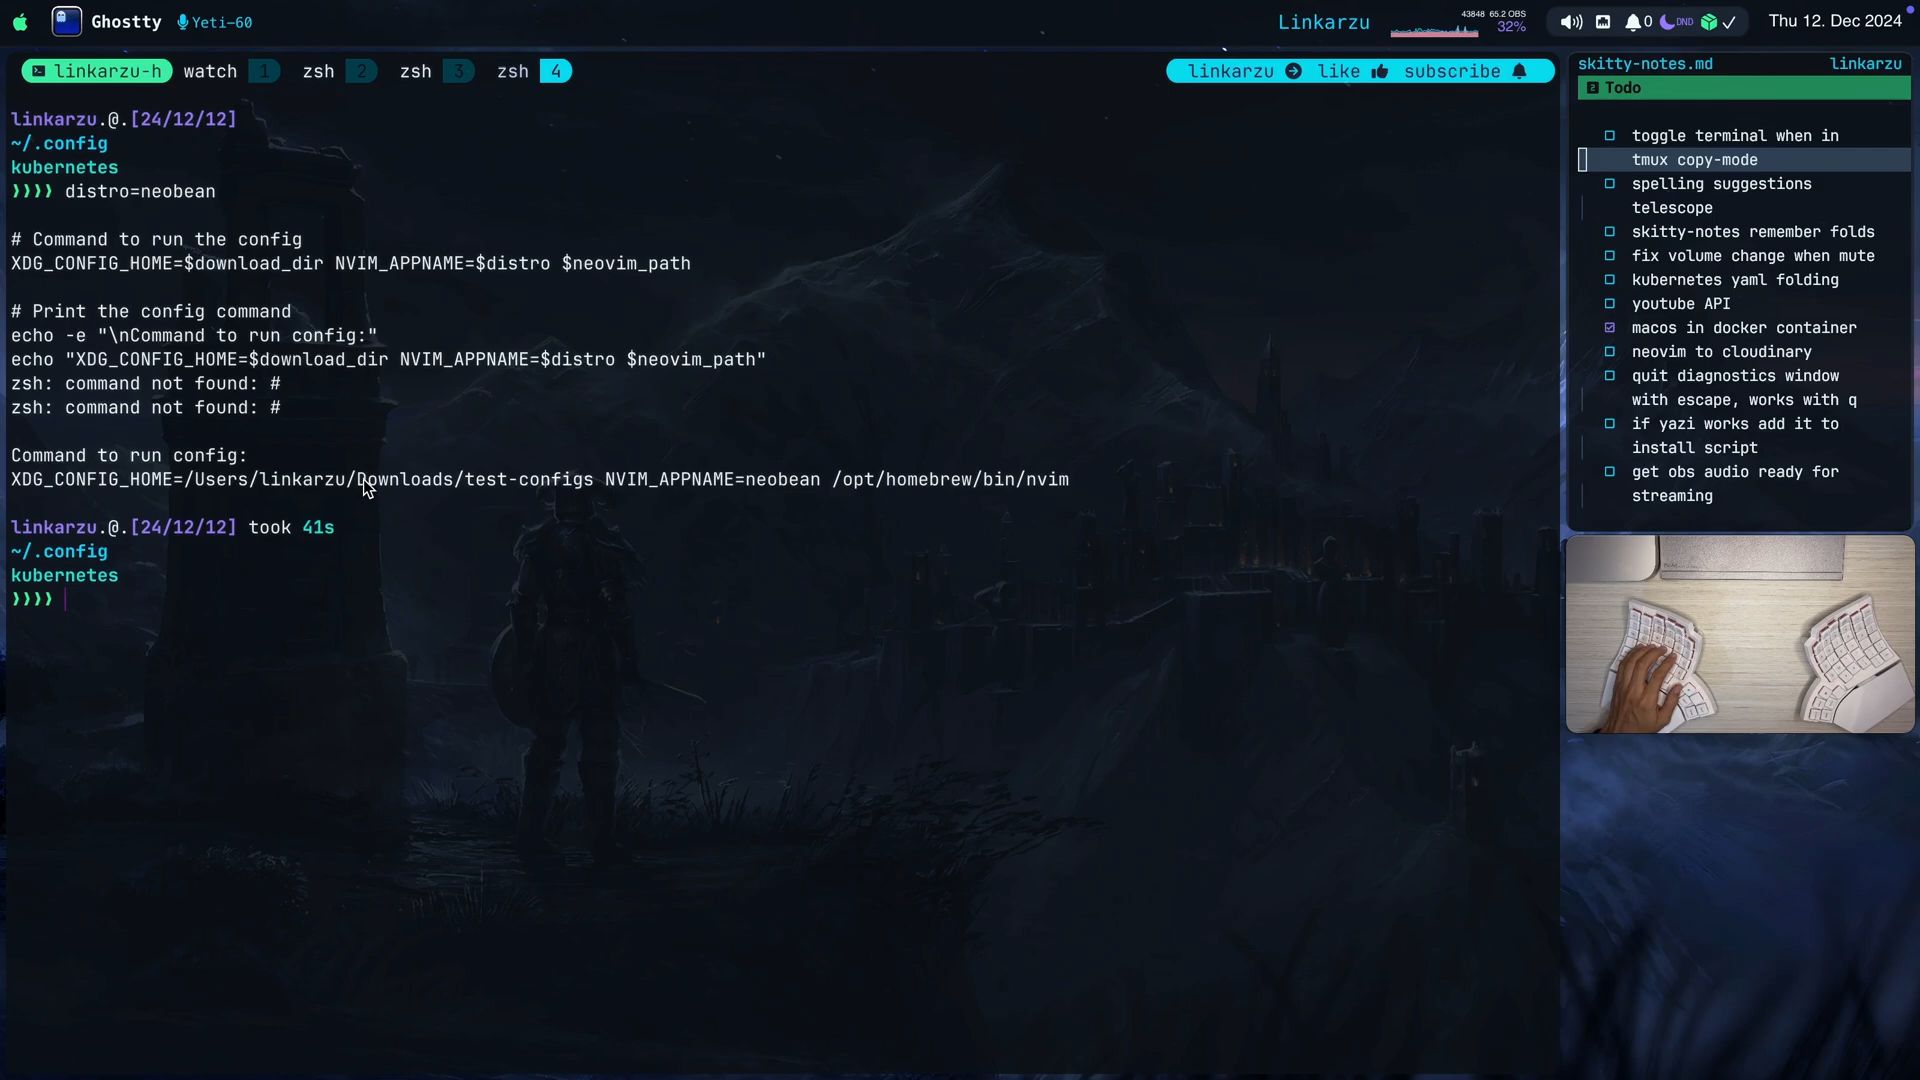 Ghostty Yeti-60
Linkarzu
43848 65.2 OBS
32%
0 DND
Thu 12. Dec 2024
linkarzu-h watch 1 zsh 2 zsh 3 zsh 4
linkarzu like subscribe
linkarzu.@.[24/12/12]
~/.config
kubernetes
❯❯❯❯ distro=neobean
# Command to run the config
XDG_CONFIG_HOME=$download_dir NVIM_APPNAME=$distro $neovim_path
# Print the config command
echo -e "\nCommand to run config:"
echo "XDG_CONFIG_HOME=$download_dir NVIM_APPNAME=$distro $neovim_path"
zsh: command not found: #
zsh: command not found: #
Command to run config:
XDG_CONFIG_HOME=/Users/linkarzu/Downloads/test-configs NVIM_APPNAME=neobean /opt/homebrew/bin/nvim
linkarzu.@.[24/12/12] took 41s
~/.config
kubernetes
❯❯❯❯
skitty-notes.md linkarzu
2 Todo
toggle terminal when in
tmux copy-mode
spelling suggestions
telescope
skitty-notes remember folds
fix volume change when mute
kubernetes yaml folding
youtube API
macos in docker container
neovim to cloudinary
quit diagnostics window
with escape, works with q
if yazi works add it to
install script
get obs audio ready for
streaming